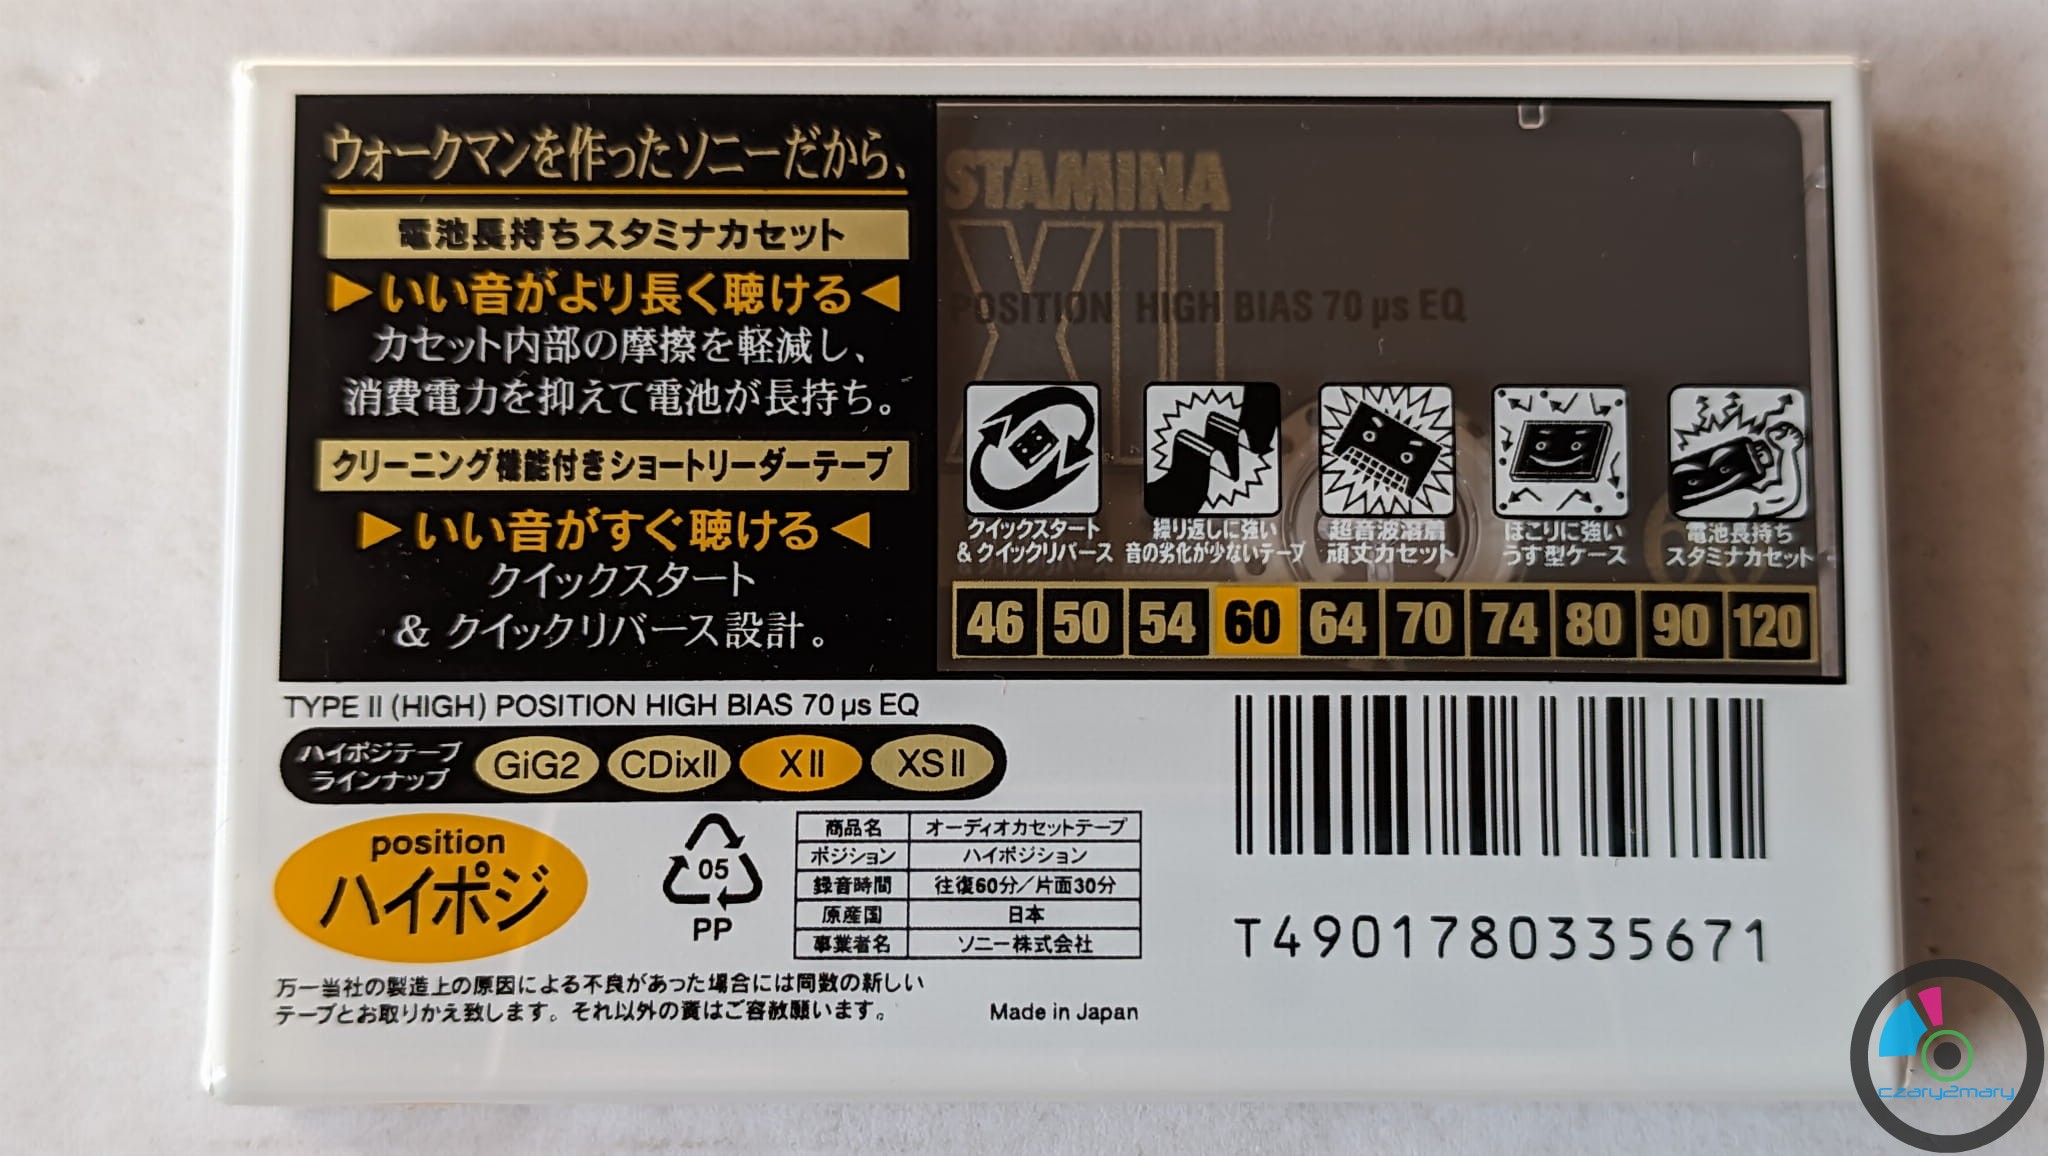 ウォークマンを作ったソニーだから、
電池長持ちスタミナカセット
▶いい音がより長く聴ける◀
カセット内部の摩擦を軽減し、
消費電力を抑えて電池が長持ち。
クリーニング機能付きショートリーダーテープ
▶いい音がすぐ聴ける◀
クイックスタート
& クイックリバース設計。
STAMINA
XII
POSITION HIGH BIAS 70 µs EQ
クイックスタート
& クイックリバース
繰り返しに強い
音の劣化が少ないテープ
超音波溶着
頑丈カセット
ほこりに強い
うす型ケース
電池長持ち
スタミナカセット
60
46 50 54 60 64 70 74 80 90 120
TYPE II (HIGH) POSITION HIGH BIAS 70 µs EQ
ハイポジテープ
ラインナップ
GiG2 CDixII XII XSII
position
ハイポジ
05
PP
商品名 オーディオカセットテープ
ポジション ハイポジション
録音時間 往復60分/片面30分
原産国 日本
事業者名 ソニー株式会社
T4901780335671
万一当社の製造上の原因による不良があった場合には同数の新しい
テープとお取りかえ致します。それ以外の責はご容赦願います。
Made in Japan
czary2mary